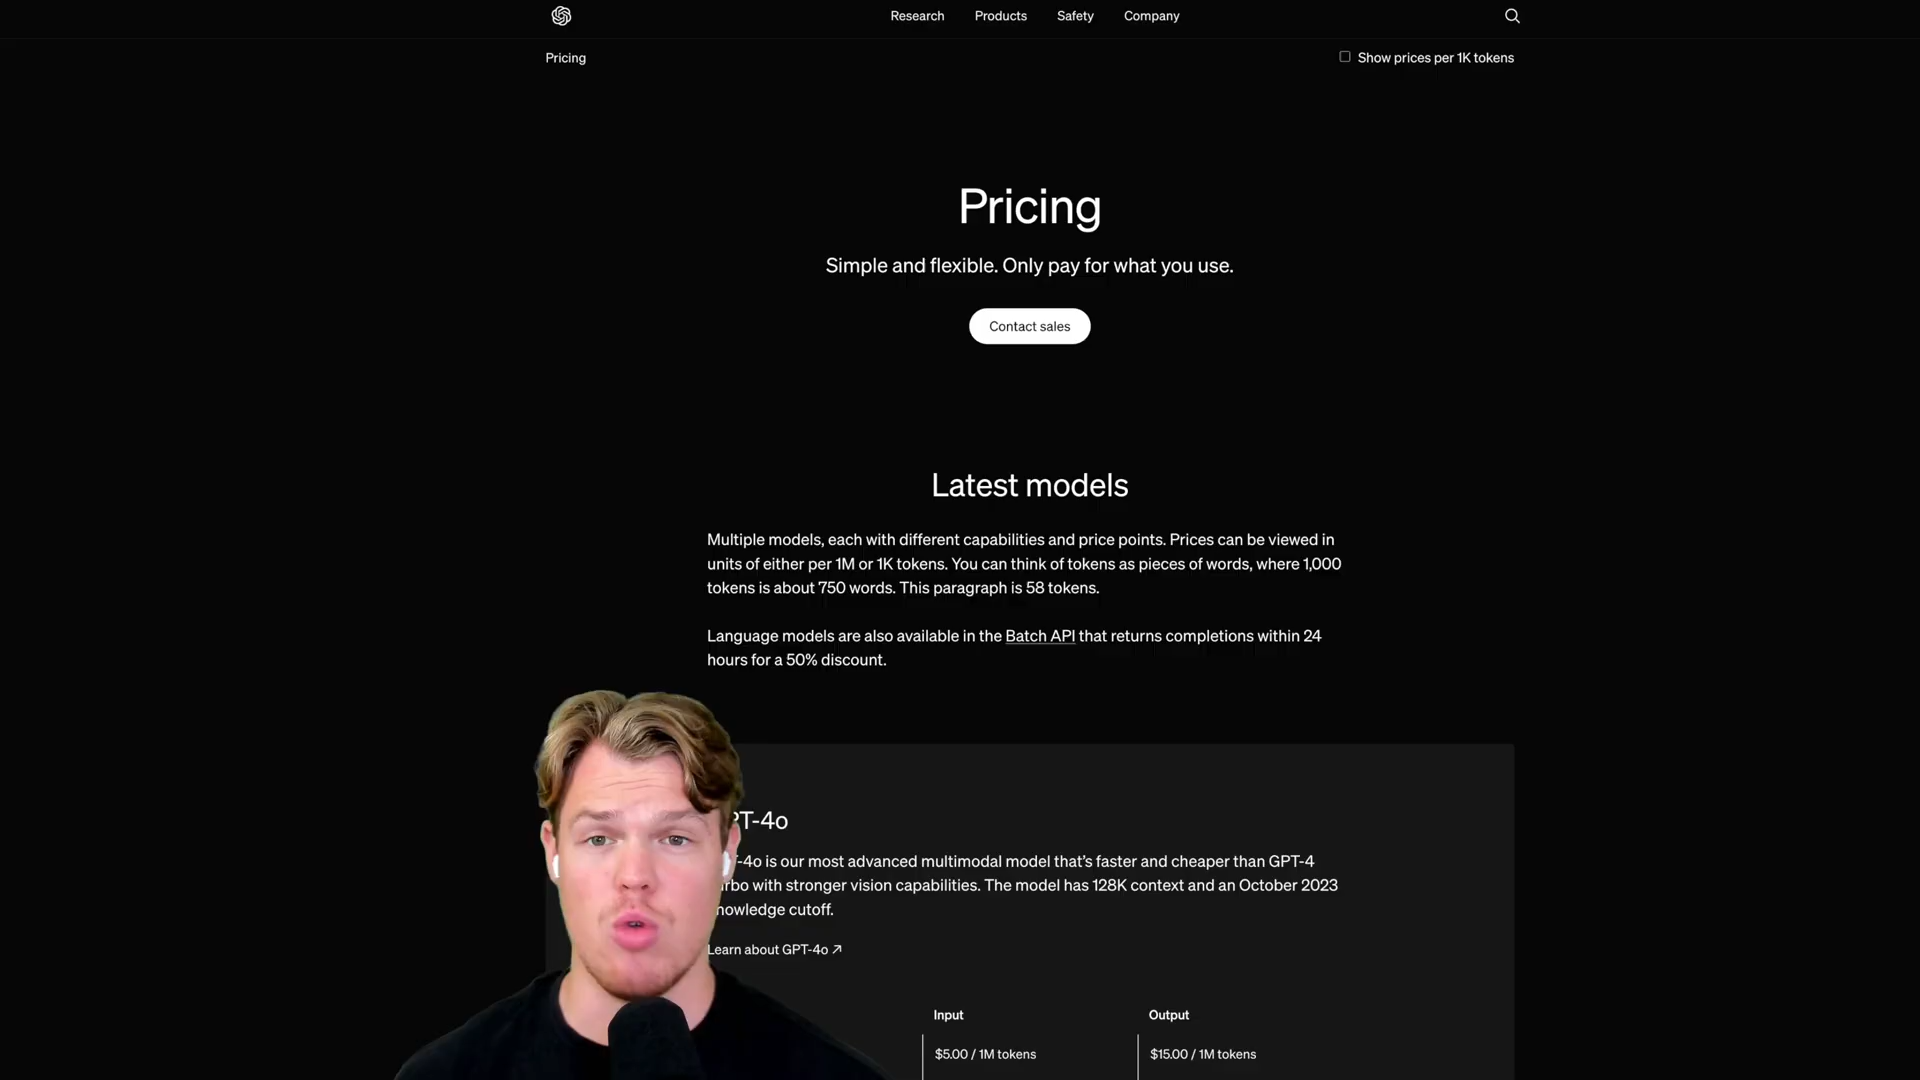 Research Products Safety Company
Pricing
Show prices per 1K tokens
Pricing
Simple and flexible. Only pay for what you use.
Contact sales
Latest models
Multiple models, each with different capabilities and price points. Prices can be viewed in
units of either per 1M or 1K tokens. You can think of tokens as pieces of words, where 1,000
tokens is about 750 words. This paragraph is 58 tokens.
Language models are also available in the Batch API that returns completions within 24
hours for a 50% discount.
PT-4o
-4o is our most advanced multimodal model that’s faster and cheaper than GPT-4
rbo with stronger vision capabilities. The model has 128K context and an October 2023
nowledge cutoff.
Learn about GPT-4o ↗
Input Output
$5.00 / 1M tokens $15.00 / 1M tokens